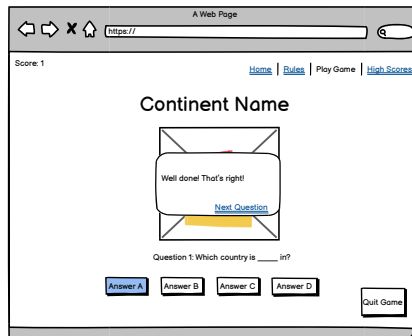 A Web Page
https://
Score: 1
Home Rules Play Game High Scores
Continent Name
Well done! That's right!
Next Question
Question 1: Which country is _____ in?
Answer A Answer B Answer C Answer D
Quit Game